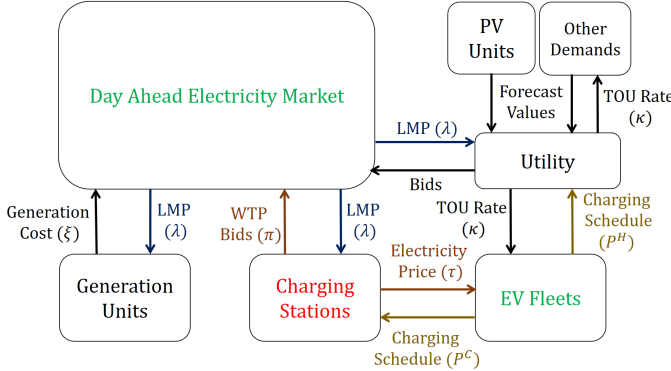 PV
Units
Other
Demands
Day Ahead Electricity Market
Forecast
Values
TOU Rate
(κ)
LMP (λ)
Utility
Bids
Generation
Cost (ξ)
LMP
(λ)
WTP
Bids (π)
LMP
(λ)
TOU Rate
(κ)
Charging
Schedule
(P^H)
Electricity
Price (τ)
Generation
Units
Charging
Stations
EV Fleets
Charging
Schedule (P^C)